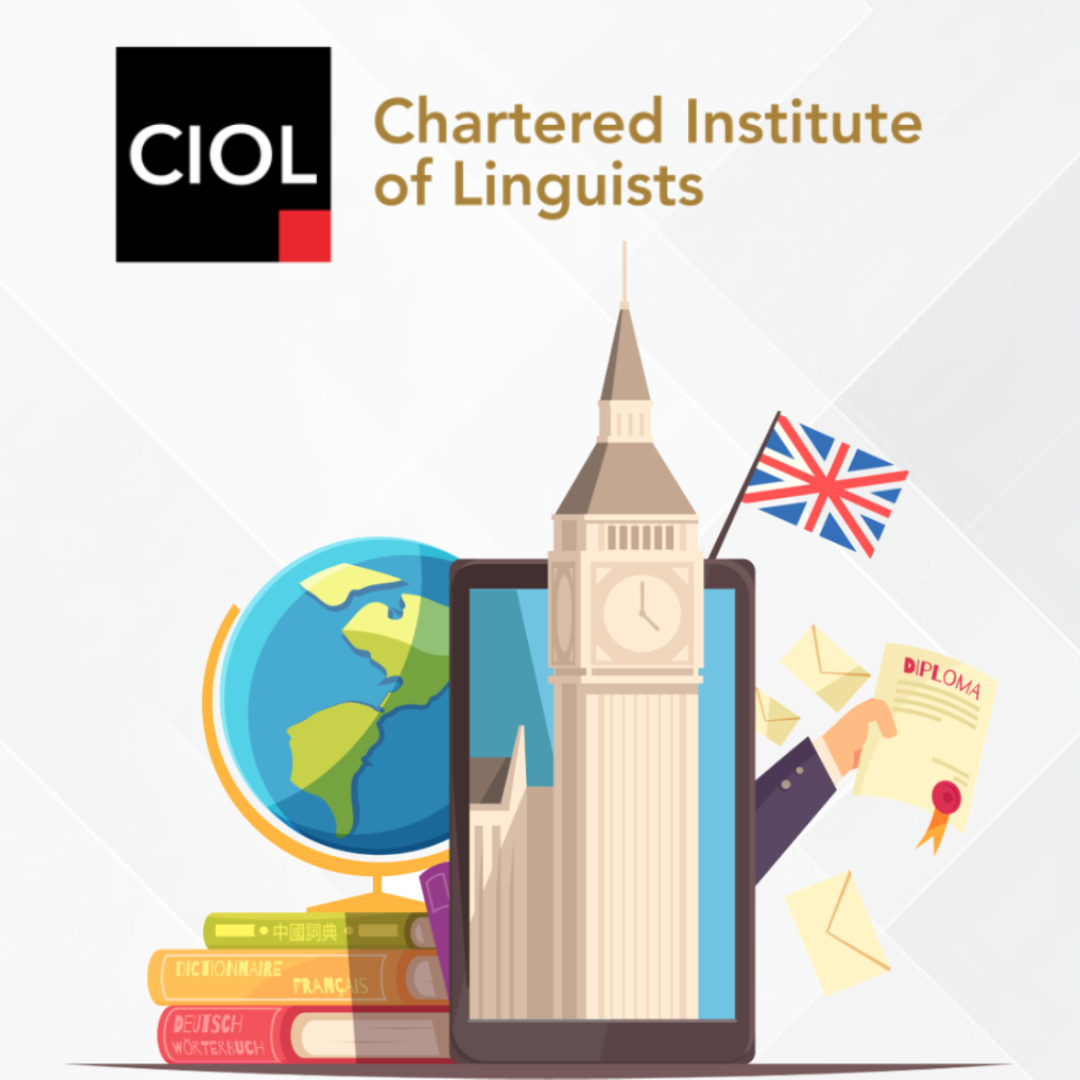 CIOL
Chartered Institute
of Linguists
DIPLOMA
中國詞典
DICTIONNAIRE
FRANÇAIS
DEUTSCH
WÖRTERBUCH